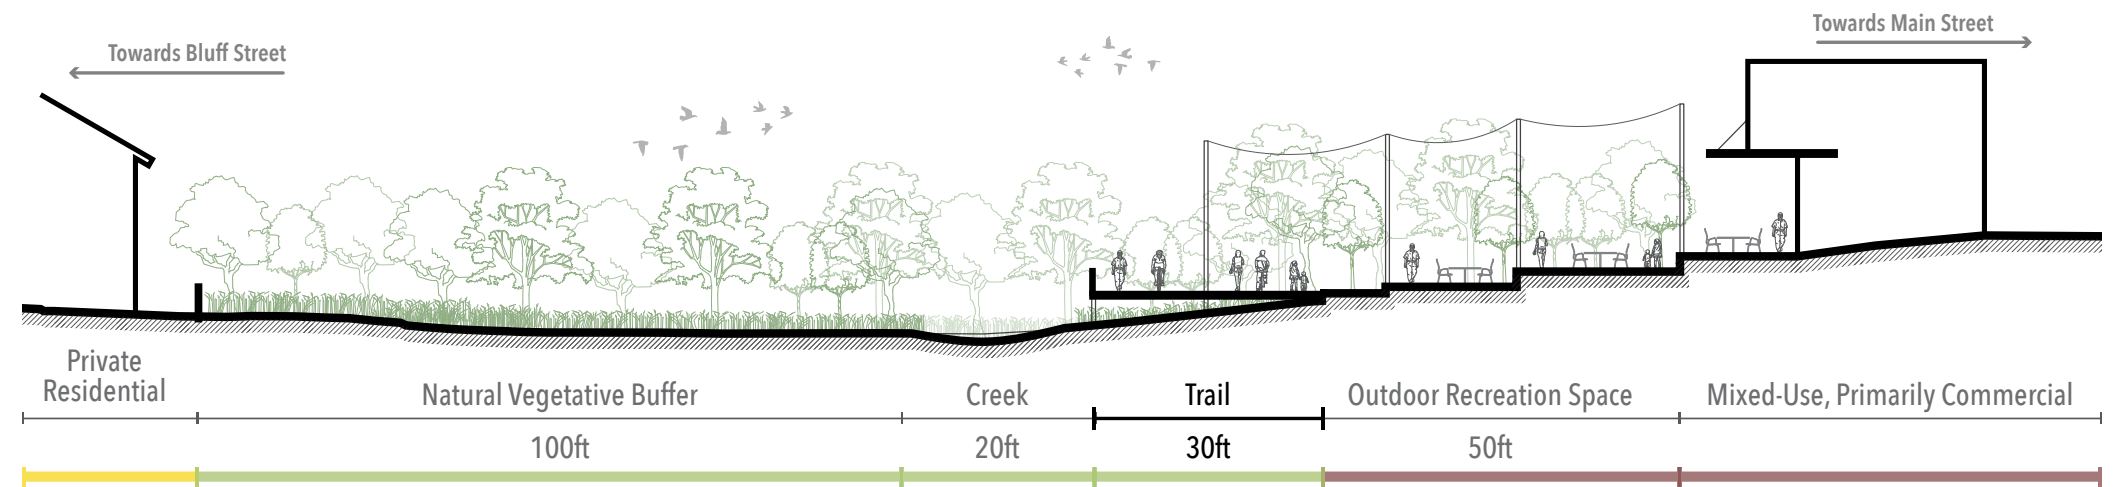 Towards Bluff Street
Towards Main Street
Private
Residential
Natural Vegetative Buffer
Creek
Trail
Outdoor Recreation Space
Mixed-Use, Primarily Commercial
100ft
20ft
30ft
50ft